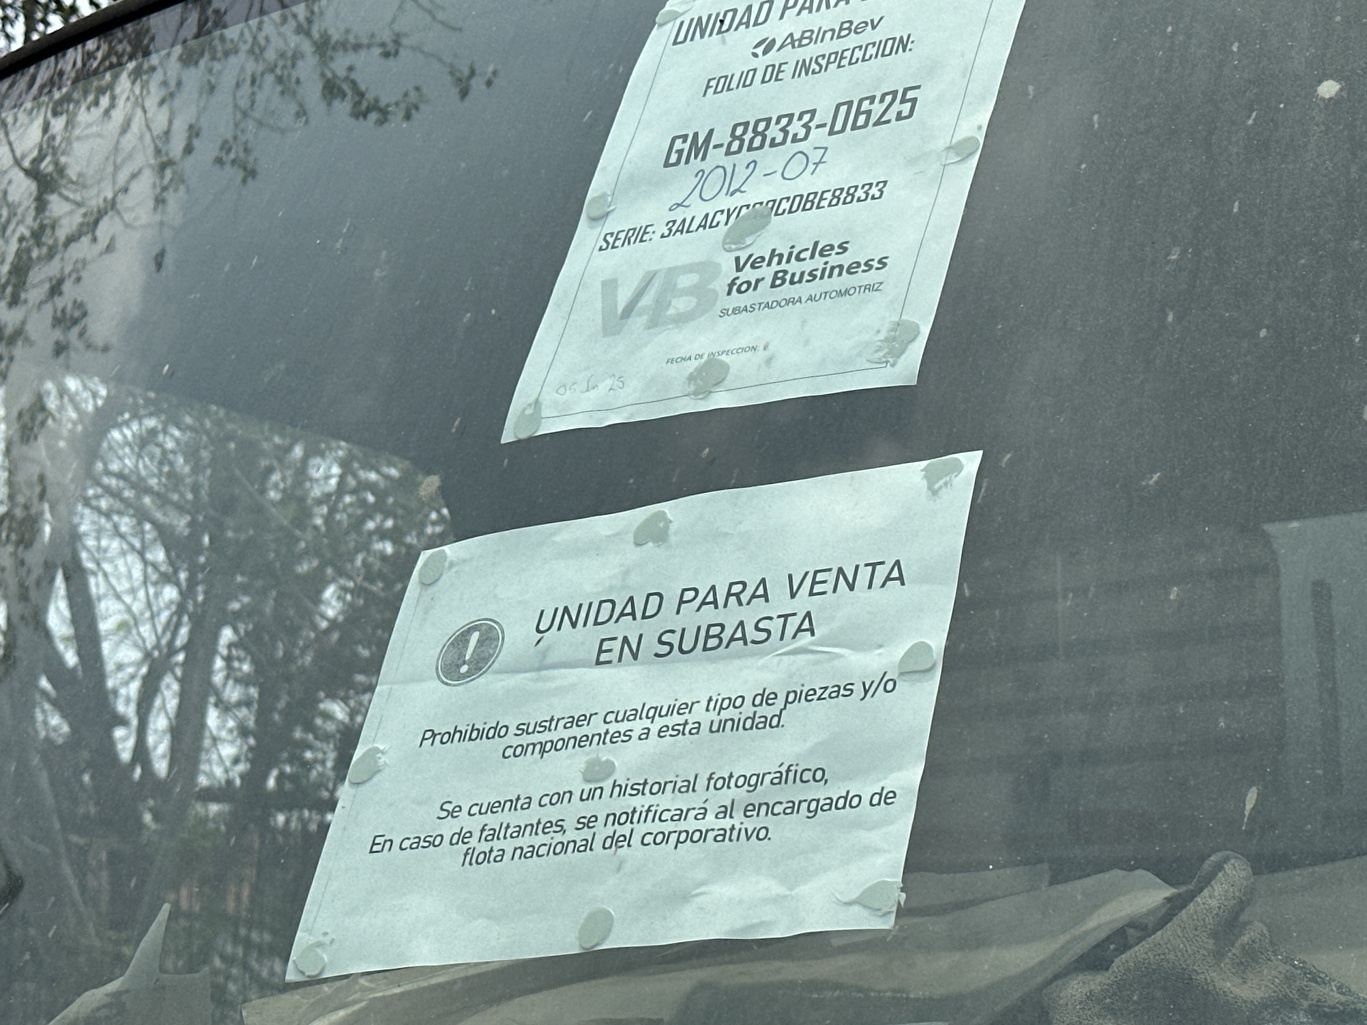 UNIDAD PARA
ABInBev
FOLIO DE INSPECCION:
GM-8833-0625
2012-07
SERIE:
VB Vehicles
for Business
SUBASTADORA AUTOMOTRIZ
FECHA DE INSPECCION:
UNIDAD PARA VENTA
EN SUBASTA
Prohibido sustraer cualquier tipo de piezas y/o
componentes a esta unidad.
Se cuenta con un historial fotográfico,
En caso de faltantes, se notificará al encargado de
flota nacional del corporativo.